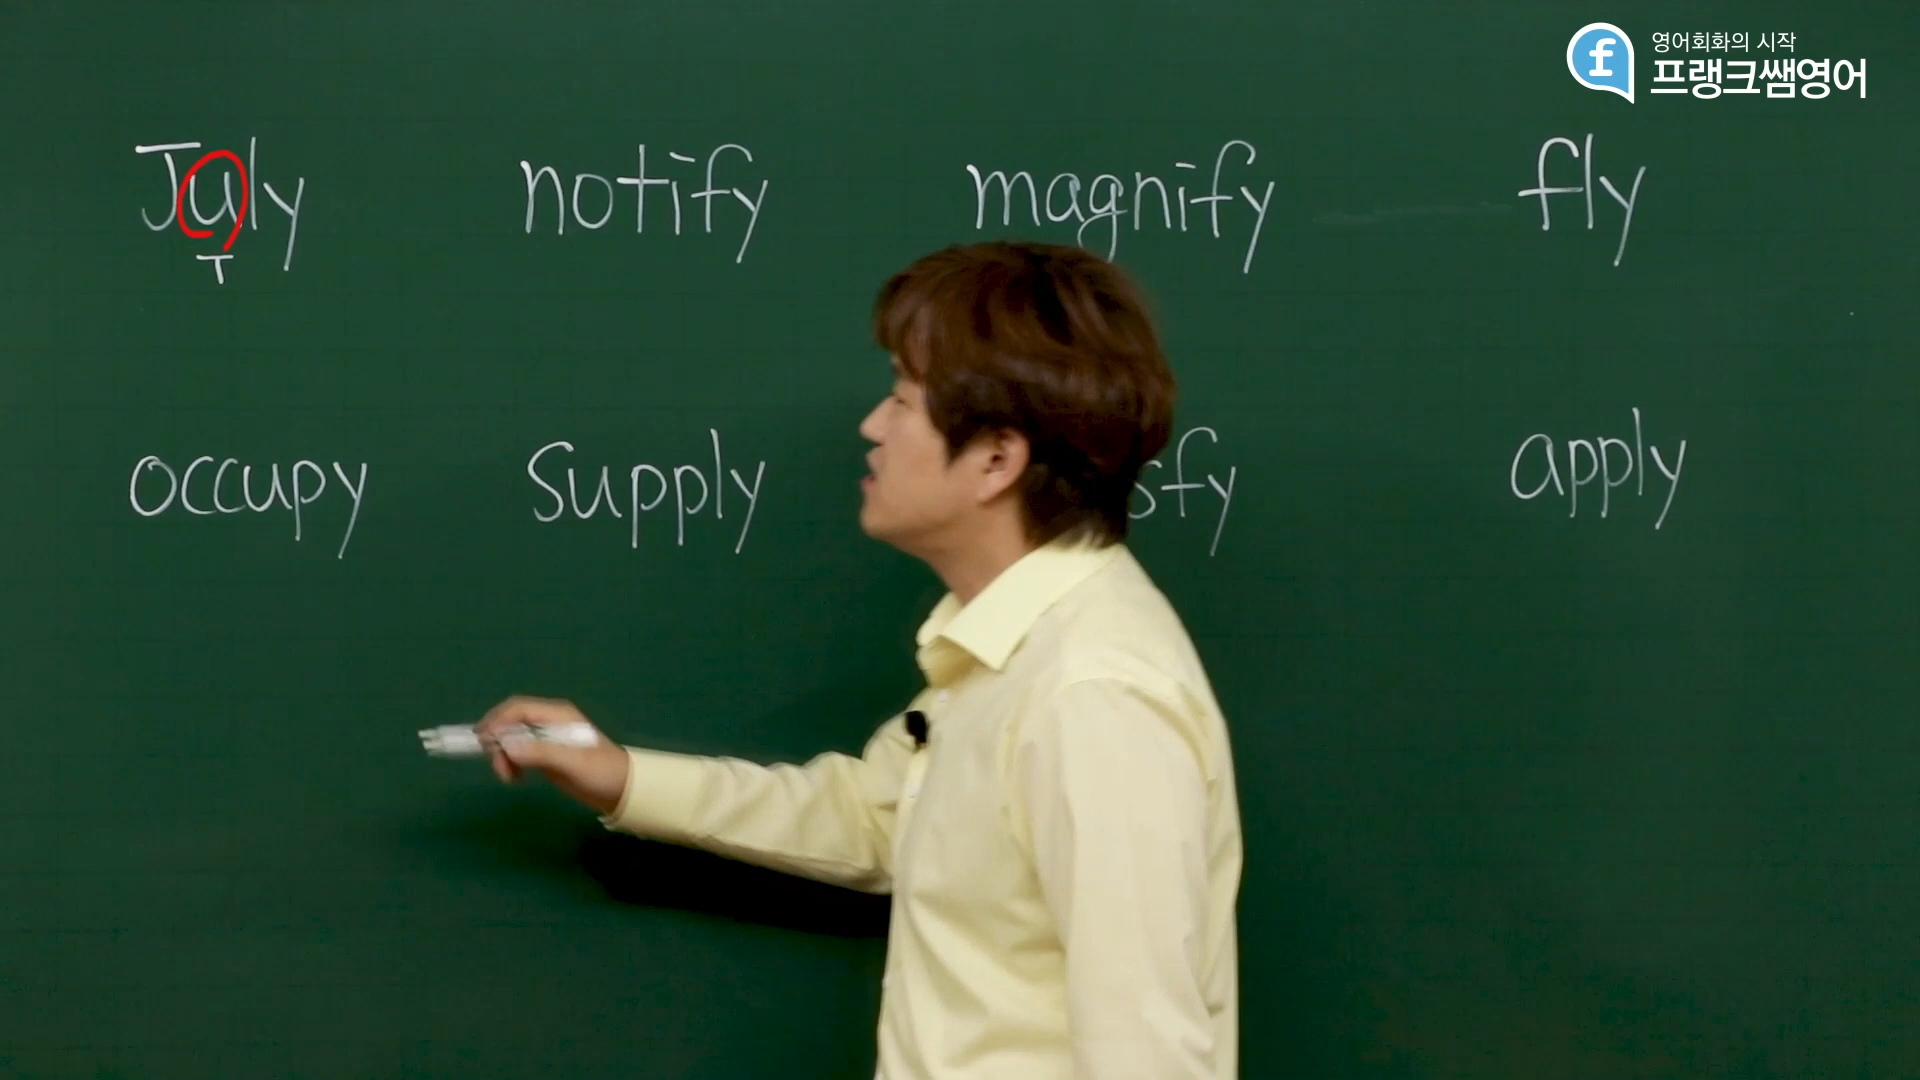 영어회화의 시작
프랭크쌤영어
July notify magnify fly
T
occupy supply sfy apply